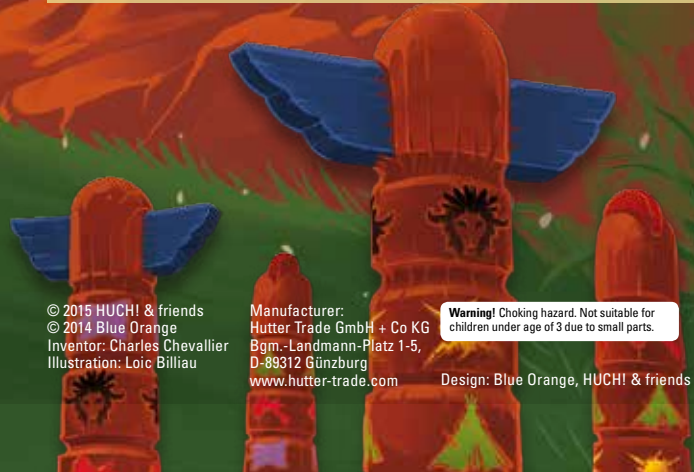 © 2015 HUCH! & friends
© 2014 Blue Orange
Inventor: Charles Chevallier
Illustration: Loic Billiau
Manufacturer:
Hutter Trade GmbH + Co KG
Bgm.-Landmann-Platz 1-5,
D-89312 Günzburg
www.hutter-trade.com
Warning! Choking hazard. Not suitable for
children under age of 3 due to small parts.
Design: Blue Orange, HUCH! & friends